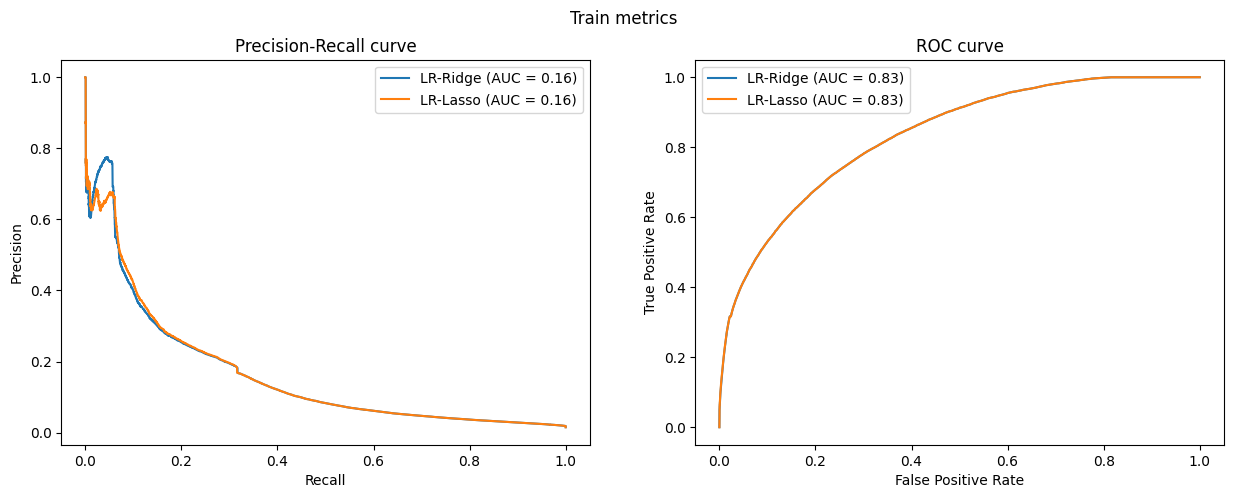 Train metrics
Precision-Recall curve
1.0
0.8
0.6
0.4
0.2
0.0
Precision
LR-Ridge (AUC = 0.16)
LR-Lasso (AUC = 0.16)
0.0 0.2 0.4 0.6 0.8 1.0
Recall
ROC curve
1.0
0.8
0.6
0.4
0.2
0.0
True Positive Rate
LR-Ridge (AUC = 0.83)
LR-Lasso (AUC = 0.83)
0.0 0.2 0.4 0.6 0.8 1.0
False Positive Rate